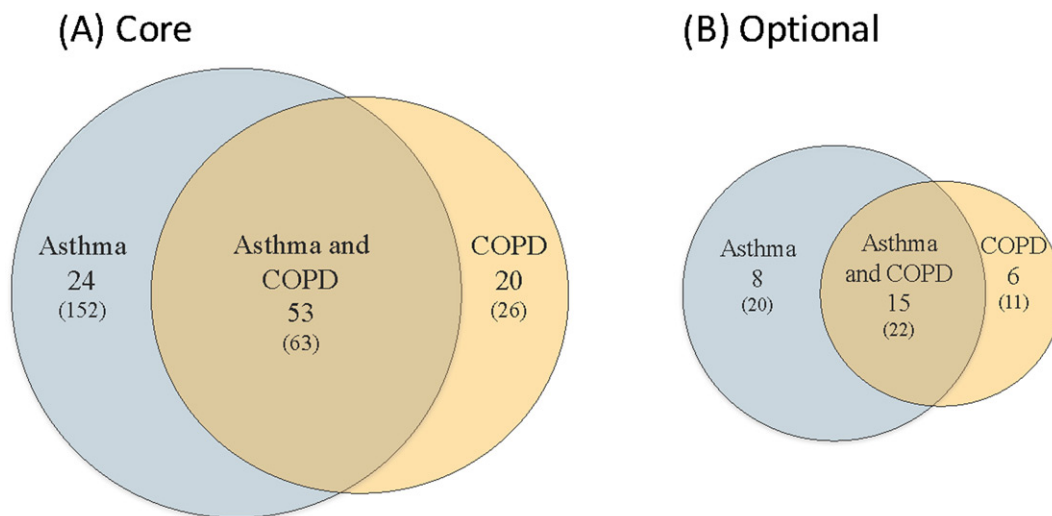 (A) Core
Asthma
24
(152)
Asthma and
COPD
53
(63)
COPD
20
(26)
(B) Optional
Asthma
8
(20)
Asthma
and COPD
15
(22)
COPD
6
(11)